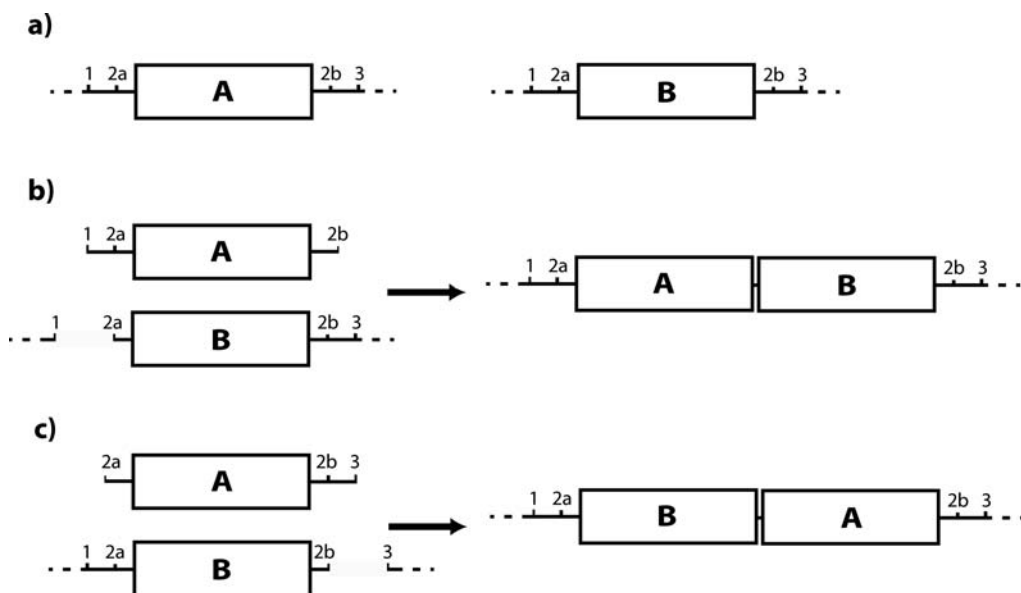 a)
1 2a A 2b 3 1 2a B 2b 3
b)
1 2a A 2b
1 2a B 2b 3
1 2a A B 2b 3
c)
2a A 2b 3
1 2a B 2b 3
1 2a B A 2b 3